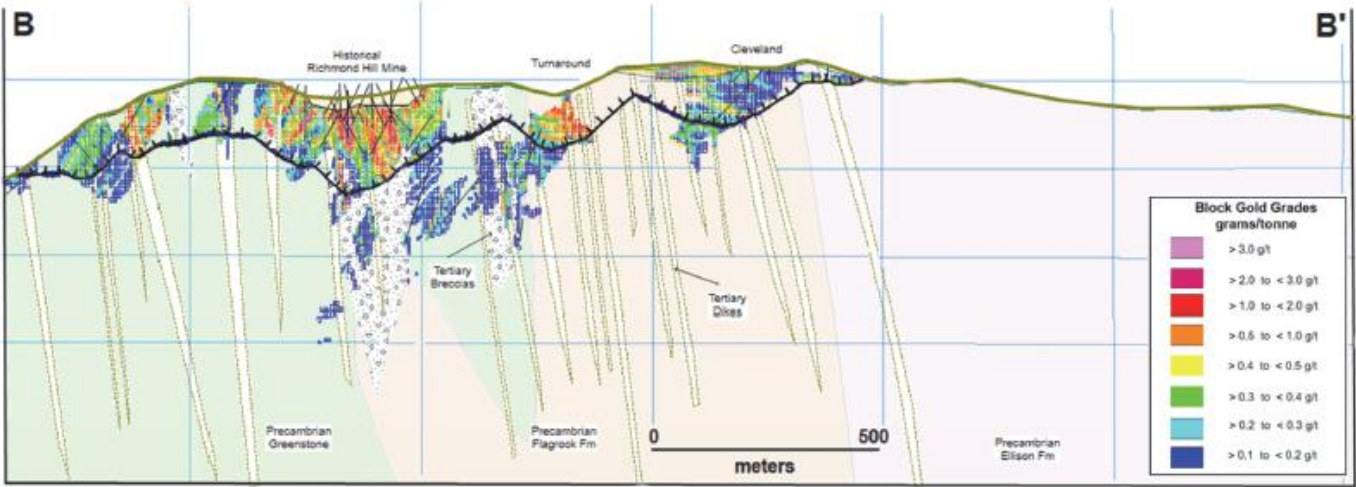 B
B'
Historical
Richmond Hill Mine
Turnaround
Cleveland
Tertiary
Breccias
Tertiary
Dikes
Precambrian
Greenstone
Precambrian
Flagrock Fm
Precambrian
Ellison Fm
0 500
meters
Block Gold Grades
grams/tonne
> 3.0 g/t
> 2.0 to < 3.0 g/t
> 1.0 to < 2.0 g/t
> 0.5 to < 1.0 g/t
> 0.4 to < 0.5 g/t
> 0.3 to < 0.4 g/t
> 0.2 to < 0.3 g/t
> 0.1 to < 0.2 g/t